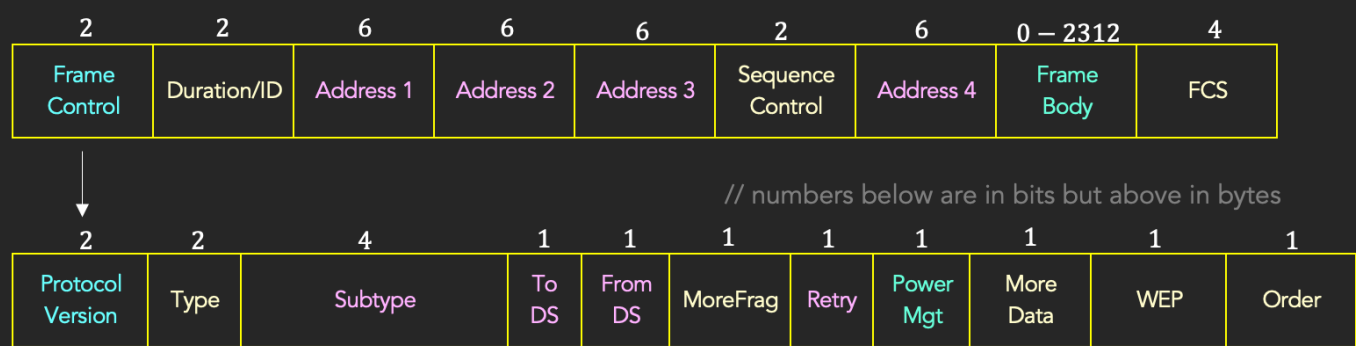 2 2 6 6 6 2 6 0 – 2312 4
Frame Control Duration/ID Address 1 Address 2 Address 3 Sequence Control Address 4 Frame Body FCS
// numbers below are in bits but above in bytes
2 2 4 1 1 1 1 1 1 1 1
Protocol Version Type Subtype To DS From DS MoreFrag Retry Power Mgt More Data WEP Order